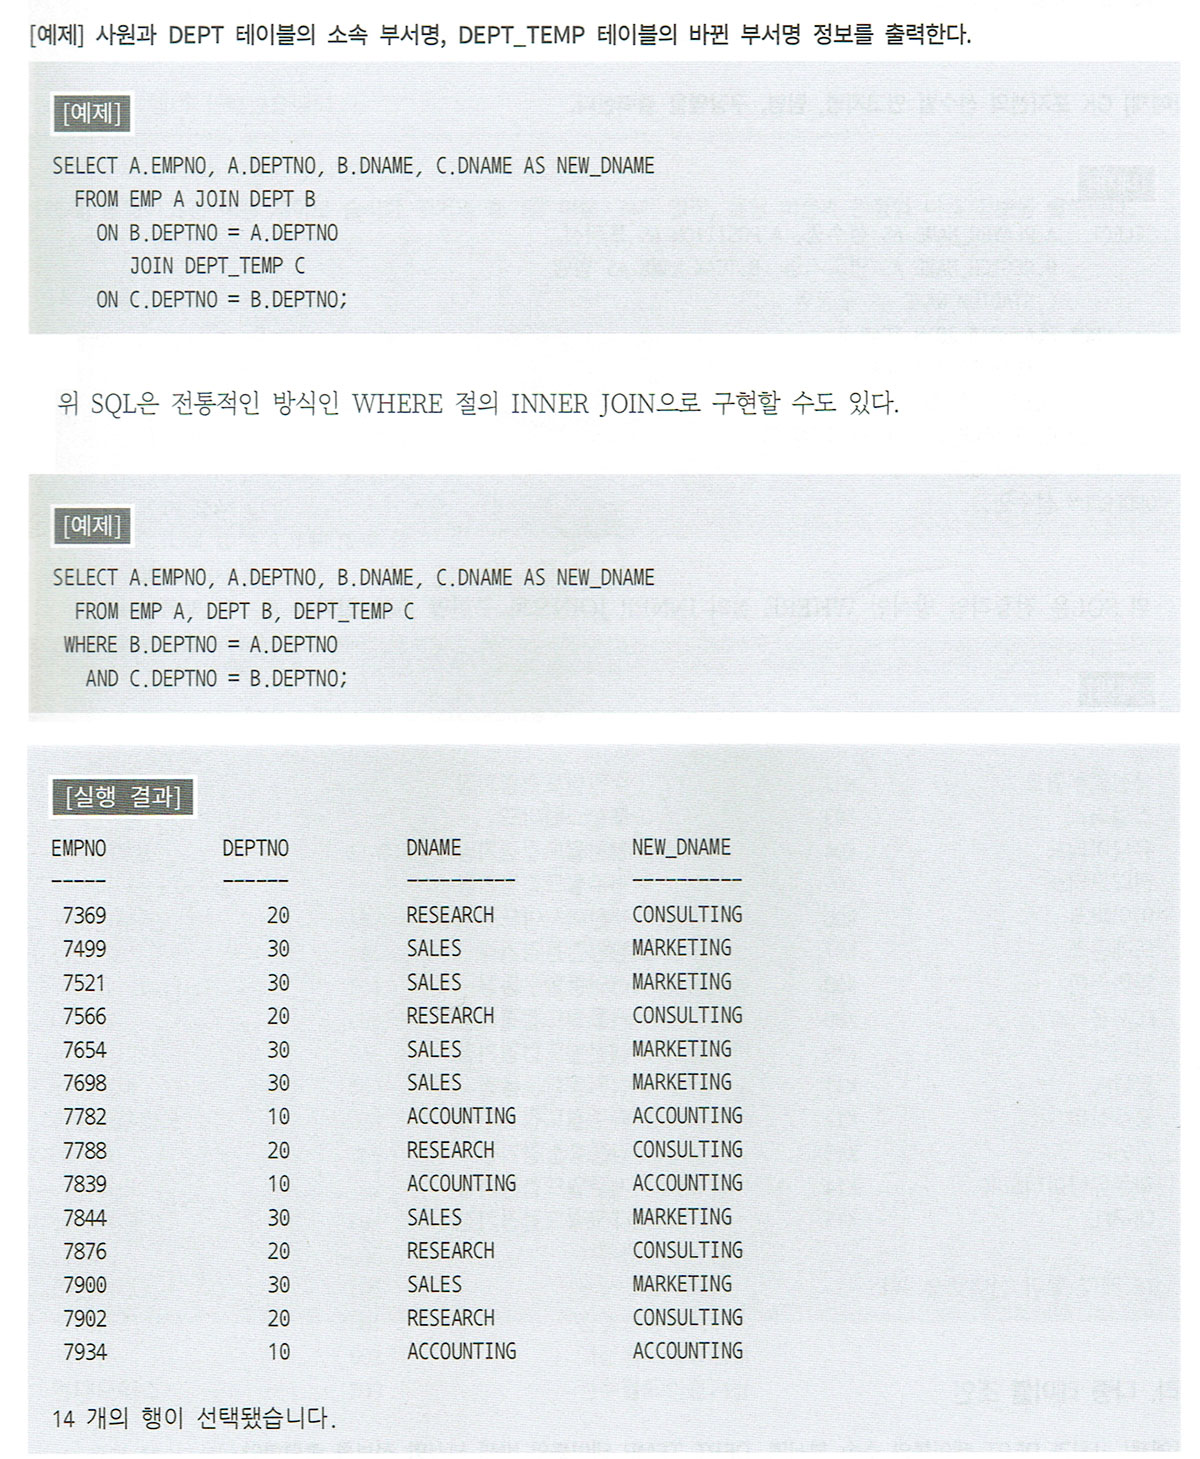 [예제] 사원과 DEPT 테이블의 소속 부서명, DEPT_TEMP 테이블의 바뀐 부서명 정보를 출력한다.
[예제]
SELECT A.EMPNO, A.DEPTNO, B.DNAME, C.DNAME AS NEW_DNAME
FROM EMP A JOIN DEPT B
ON B.DEPTNO = A.DEPTNO
JOIN DEPT_TEMP C
ON C.DEPTNO = B.DEPTNO;
위 SQL은 전통적인 방식인 WHERE 절의 INNER JOIN으로 구현할 수도 있다.
[예제]
SELECT A.EMPNO, A.DEPTNO, B.DNAME, C.DNAME AS NEW_DNAME
FROM EMP A, DEPT B, DEPT_TEMP C
WHERE B.DEPTNO = A.DEPTNO
AND C.DEPTNO = B.DEPTNO;
[실행 결과]
EMPNO DEPTNO DNAME NEW_DNAME
----- ------ ---------- ----------
7369 20 RESEARCH CONSULTING
7499 30 SALES MARKETING
7521 30 SALES MARKETING
7566 20 RESEARCH CONSULTING
7654 30 SALES MARKETING
7698 30 SALES MARKETING
7782 10 ACCOUNTING ACCOUNTING
7788 20 RESEARCH CONSULTING
7839 10 ACCOUNTING ACCOUNTING
7844 30 SALES MARKETING
7876 20 RESEARCH CONSULTING
7900 30 SALES MARKETING
7902 20 RESEARCH CONSULTING
7934 10 ACCOUNTING ACCOUNTING
14 개의 행이 선택됐습니다.